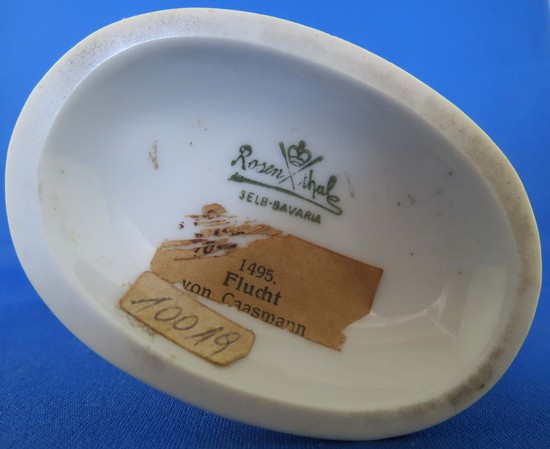 Rosenthal
SELB-BAVARIA
1495.
Flucht
von Caasmann
10019